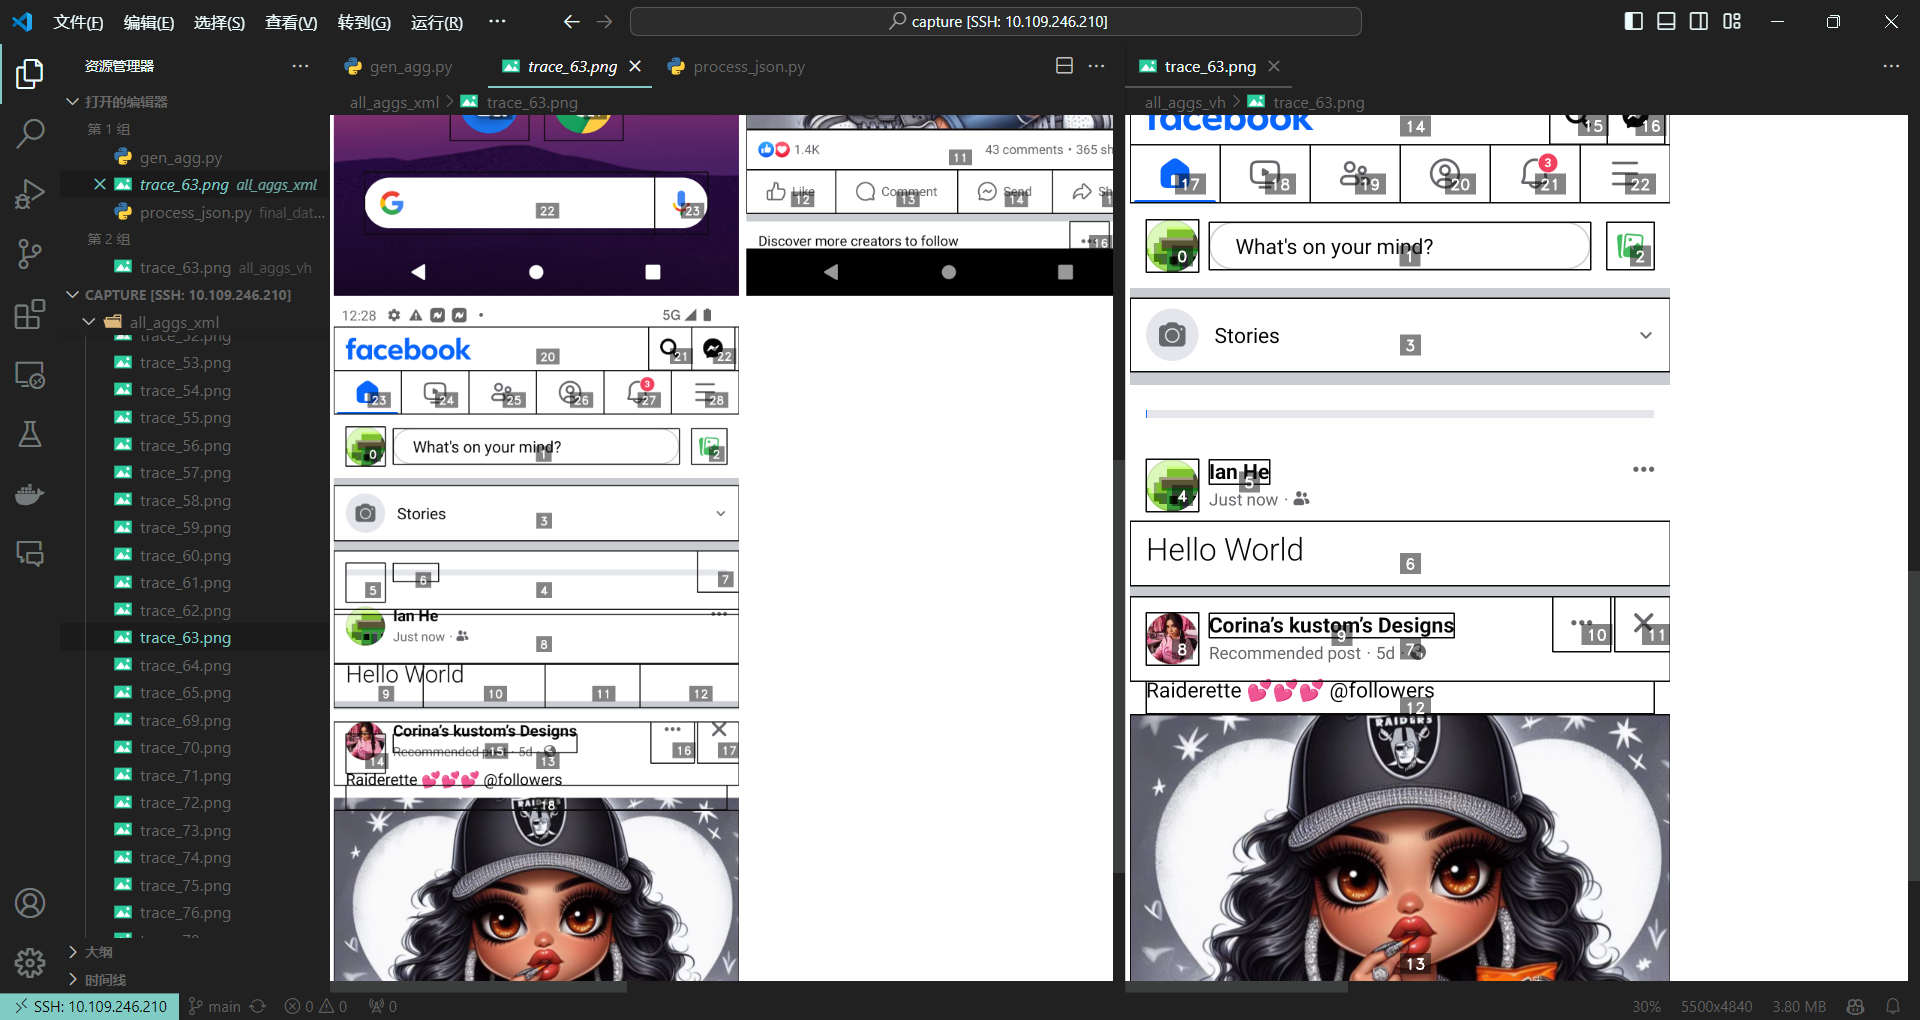 文件(F) 编辑(E) 选择(S) 查看(V) 转到(G) 运行(R) ··· capture [SSH: 10.109.246.210]
资源管理器
打开的编辑器
第 1 组
gen_agg.py
trace_63.png all_aggs_xml
process_json.py final_dat...
第 2 组
trace_63.png all_aggs_vh
CAPTURE [SSH: 10.109.246.210]
all_aggs_xml
trace_52.png
trace_53.png
trace_54.png
trace_55.png
trace_56.png
trace_57.png
trace_58.png
trace_59.png
trace_60.png
trace_61.png
trace_62.png
trace_63.png
trace_64.png
trace_65.png
trace_69.png
trace_70.png
trace_71.png
trace_72.png
trace_73.png
trace_74.png
trace_75.png
trace_76.png
大纲
时间线
gen_agg.py trace_63.png process_json.py
all_aggs_xml > trace_63.png
22 23
1.4K 11 43 comments · 365 sh
Like Comment Send Sh
12 13 14 1
Discover more creators to follow 16
12:28 5G
facebook 20 21 22
23 24 25 26 27 28
3
0 What's on your mind? 1 2
Stories 3
5 6 4 7
Ian He
Just now · 8
Hello World
9 10 11 12
Corina's kustom's Designs
Recommended post · 5d ·
14 15 13 16 17
Raiderette 💕💕💕 @followers
18
RAIDERS
trace_63.png
all_aggs_vh > trace_63.png
facebook 14 15 16
17 18 19 20 21 22
3
0 What's on your mind? 1 2
Stories 3
Ian He
4 5
Just now ·
Hello World
6
Corina's kustom's Designs
8 9 10 11
Recommended post · 5d · 7
Raiderette 💕💕💕 @followers
12
RAIDERS
13
SSH: 10.109.246.210 main 0 0 0 30% 5500x4840 3.80 MB